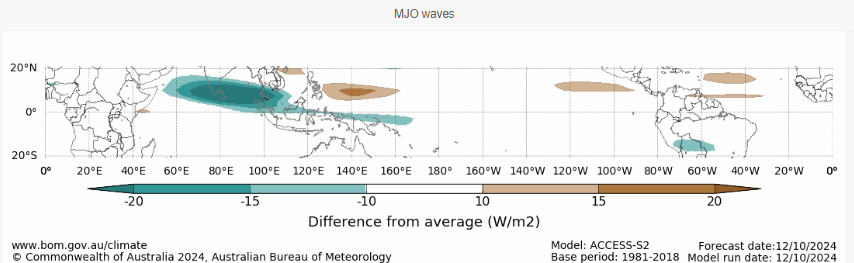 MJO waves
20°N
0°
20°S
0° 20°E 40°E 60°E 80°E 100°E 120°E 140°E 160°E 180° 160°W 140°W 120°W 100°W 80°W 60°W 40°W 20°W 0°
-20 -15 -10 10 15 20
Difference from average (W/m2)
www.bom.gov.au/climate Model: ACCESS-S2 Forecast date:12/10/2024
© Commonwealth of Australia 2024, Australian Bureau of Meteorology Base period: 1981-2018 Model run date: 12/10/2024